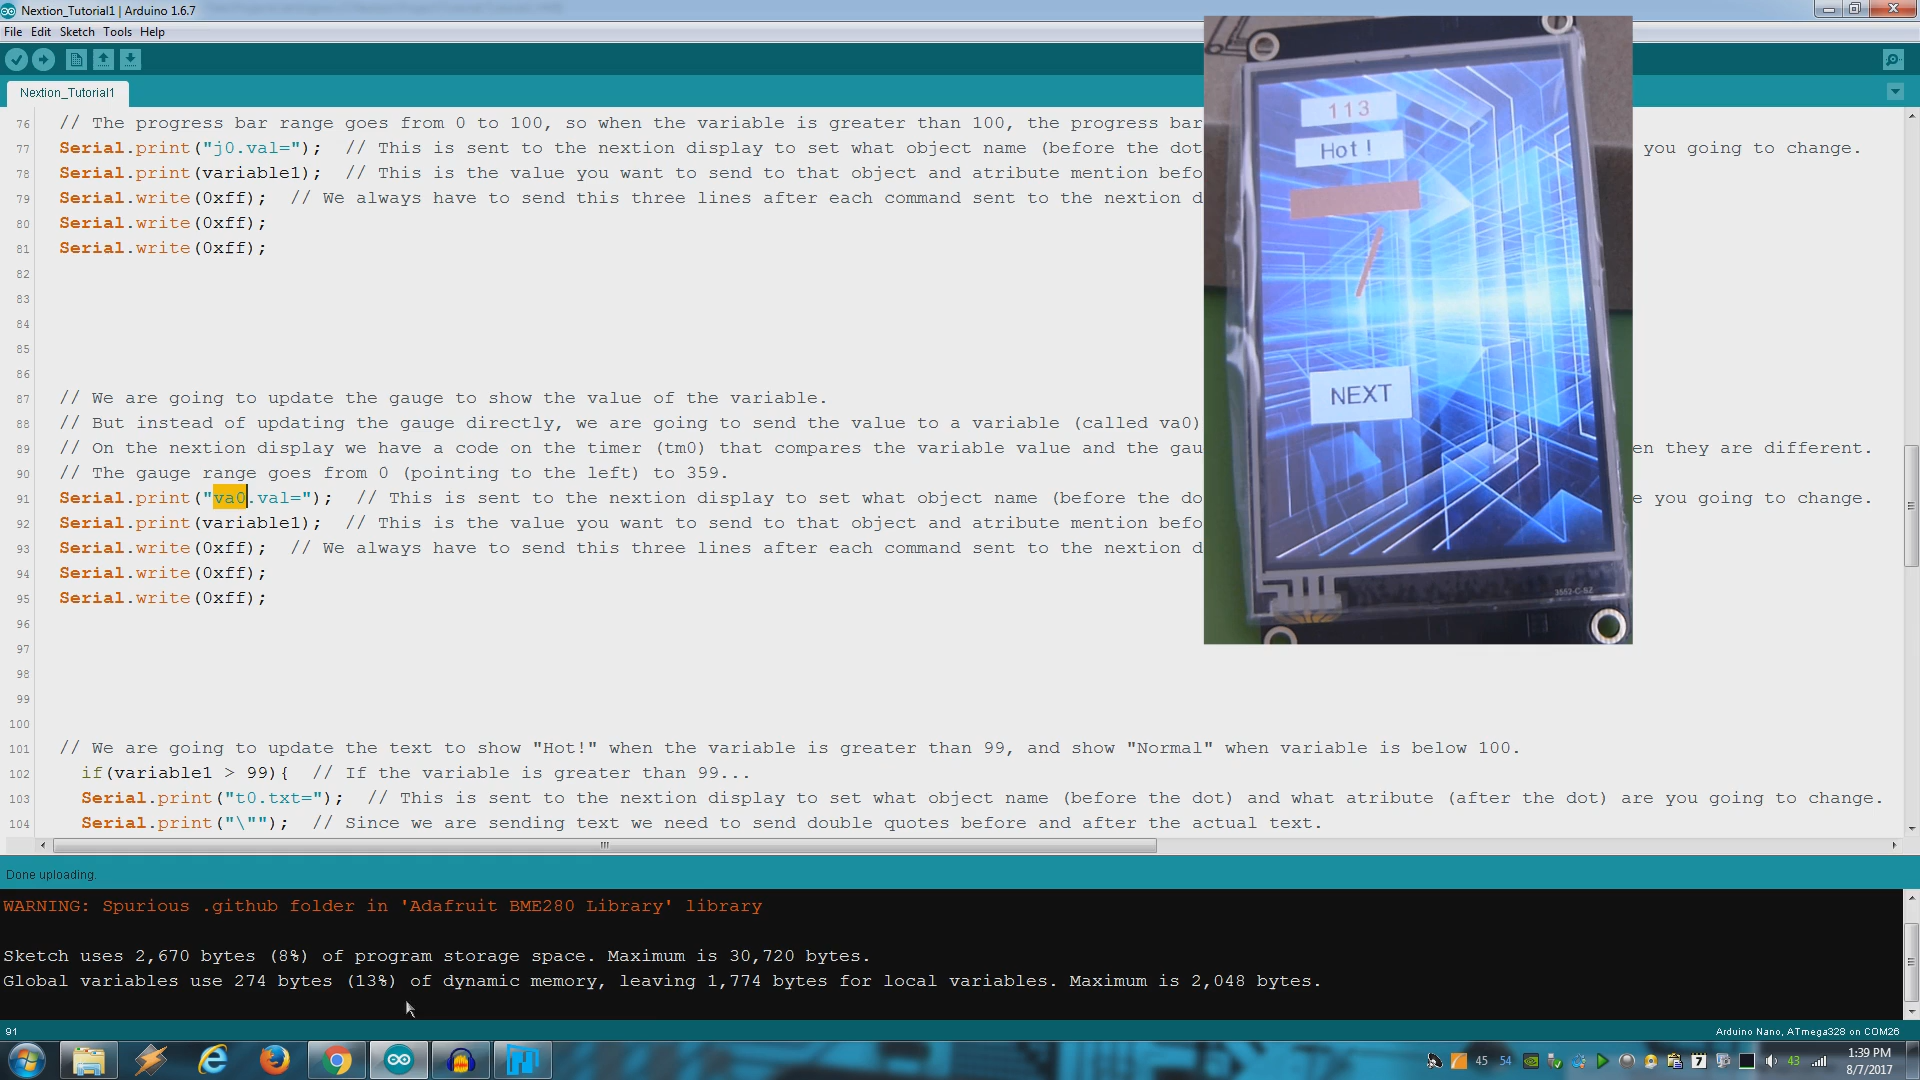 Nextion_Tutorial1 | Arduino 1.6.7
File Edit Sketch Tools Help
Nextion_Tutorial1
76 // The progress bar range goes from 0 to 100, so when the variable is greater than 100, the progress bar
77 Serial.print("j0.val="); // This is sent to the nextion display to set what object name (before the dot you going to change.
78 Serial.print(variable1); // This is the value you want to send to that object and atribute mention befo
79 Serial.write(0xff); // We always have to send this three lines after each command sent to the nextion d
80 Serial.write(0xff);
81 Serial.write(0xff);
82
83
84
85
86
87 // We are going to update the gauge to show the value of the variable.
88 // But instead of updating the gauge directly, we are going to send the value to a variable (called va0)
89 // On the nextion display we have a code on the timer (tm0) that compares the variable value and the gau en they are different.
90 // The gauge range goes from 0 (pointing to the left) to 359.
91 Serial.print("va0.val="); // This is sent to the nextion display to set what object name (before the do e you going to change.
92 Serial.print(variable1); // This is the value you want to send to that object and atribute mention befo
93 Serial.write(0xff); // We always have to send this three lines after each command sent to the nextion d
94 Serial.write(0xff);
95 Serial.write(0xff);
96
97
98
99
100
101 // We are going to update the text to show "Hot!" when the variable is greater than 99, and show "Normal" when variable is below 100.
102 if(variable1 > 99){ // If the variable is greater than 99...
103 Serial.print("t0.txt="); // This is sent to the nextion display to set what object name (before the dot) and what atribute (after the dot) are you going to change.
104 Serial.print("\""); // Since we are sending text we need to send double quotes before and after the actual text.
113
Hot!
NEXT
3552-C-SZ
Done uploading.
WARNING: Spurious .github folder in 'Adafruit BME280 Library' library
Sketch uses 2,670 bytes (8%) of program storage space. Maximum is 30,720 bytes.
Global variables use 274 bytes (13%) of dynamic memory, leaving 1,774 bytes for local variables. Maximum is 2,048 bytes.
91
Arduino Nano, ATmega328 on COM26
45 54 7 43 1:39 PM
8/7/2017